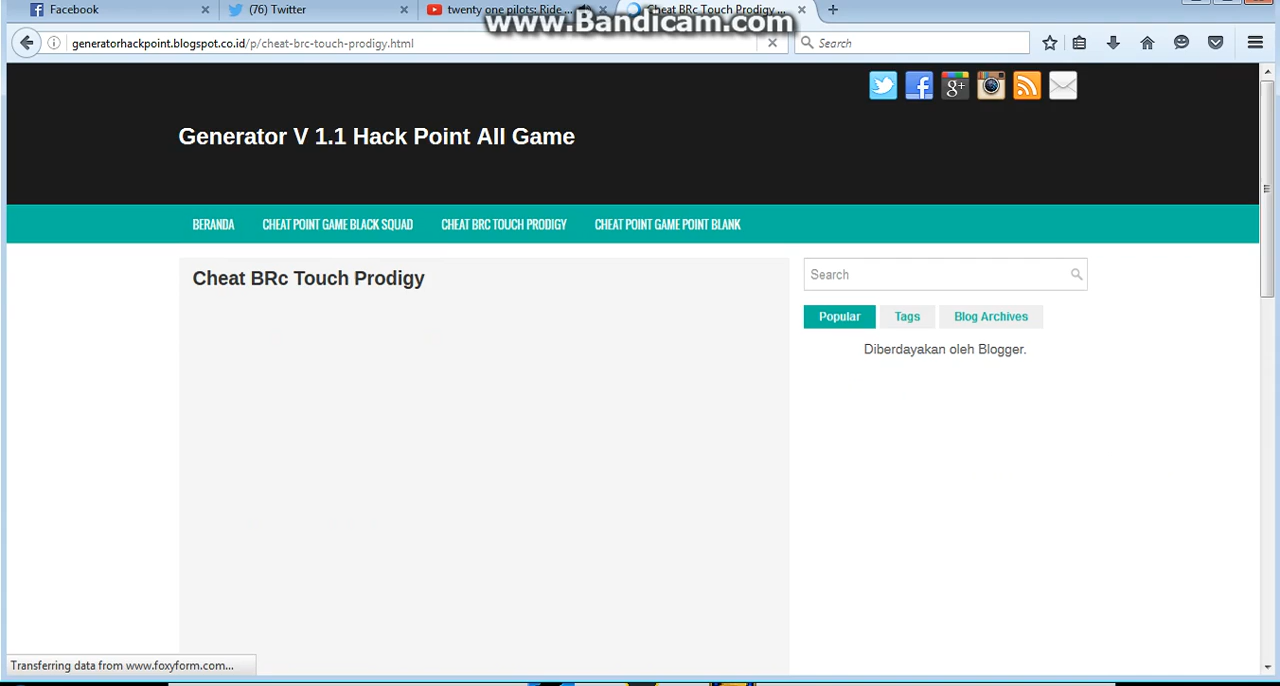 Facebook
(76) Twitter
twenty one pilots: Ride ...
Cheat BRc Touch Prodigy ...
www.Bandicam.com
generatorhackpoint.blogspot.co.id/p/cheat-brc-touch-prodigy.html
Search
Generator V 1.1 Hack Point All Game
BERANDA
CHEAT POINT GAME BLACK SQUAD
CHEAT BRC TOUCH PRODIGY
CHEAT POINT GAME POINT BLANK
Cheat BRc Touch Prodigy
Search
Popular
Tags
Blog Archives
Diberdayakan oleh Blogger.
Transferring data from www.foxyform.com...